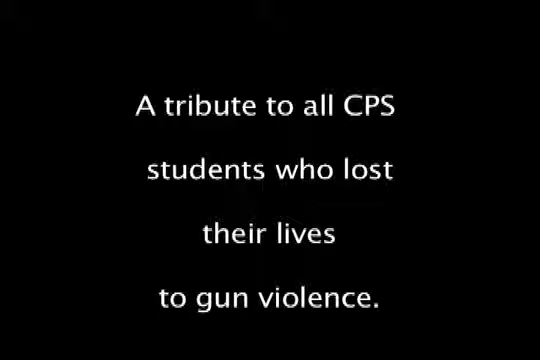 A tribute to all CPS
students who lost
their lives
to gun violence.